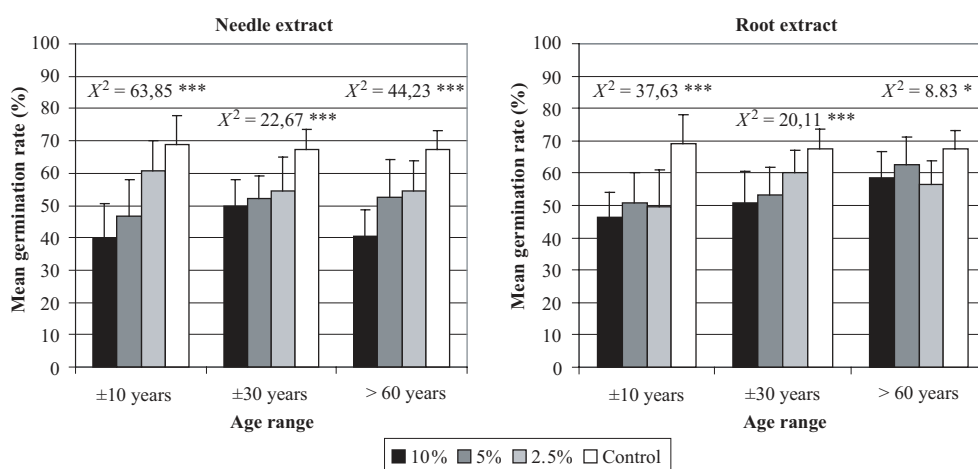 Needle extract
Mean germination rate (%)
100
90
80
70
60
50
40
30
20
10
0
X² = 63,85 ***
X² = 22,67 ***
X² = 44,23 ***
±10 years
±30 years
> 60 years
Age range
Root extract
Mean germination rate (%)
100
90
80
70
60
50
40
30
20
10
0
X² = 37,63 ***
X² = 20,11 ***
X² = 8.83 *
±10 years
±30 years
> 60 years
Age range
10% 5% 2.5% Control